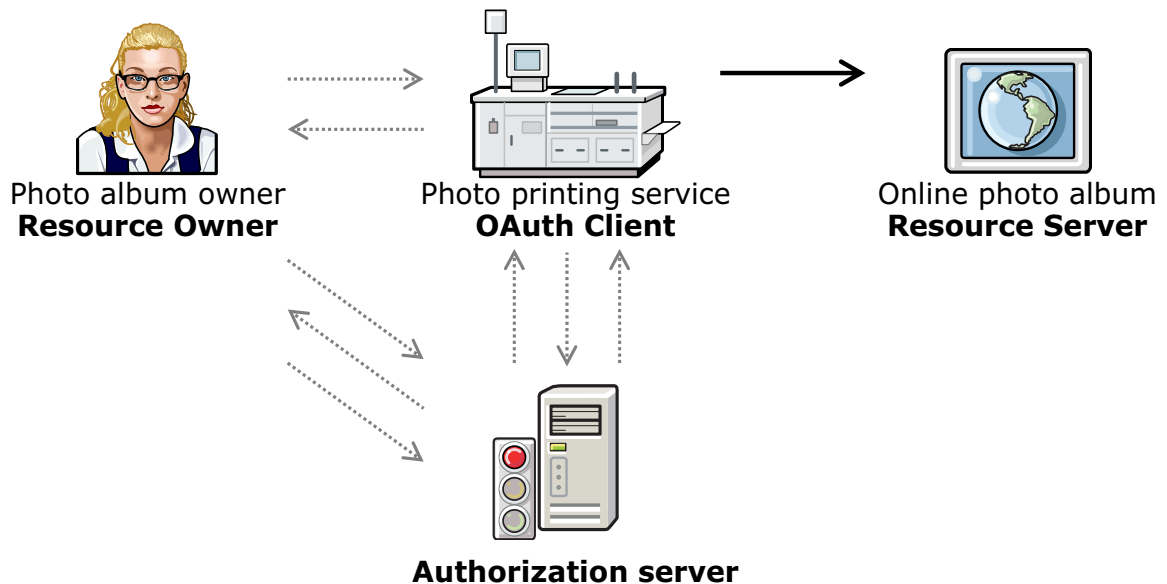 Photo album owner
Resource Owner
Photo printing service
OAuth Client
Online photo album
Resource Server
Authorization server